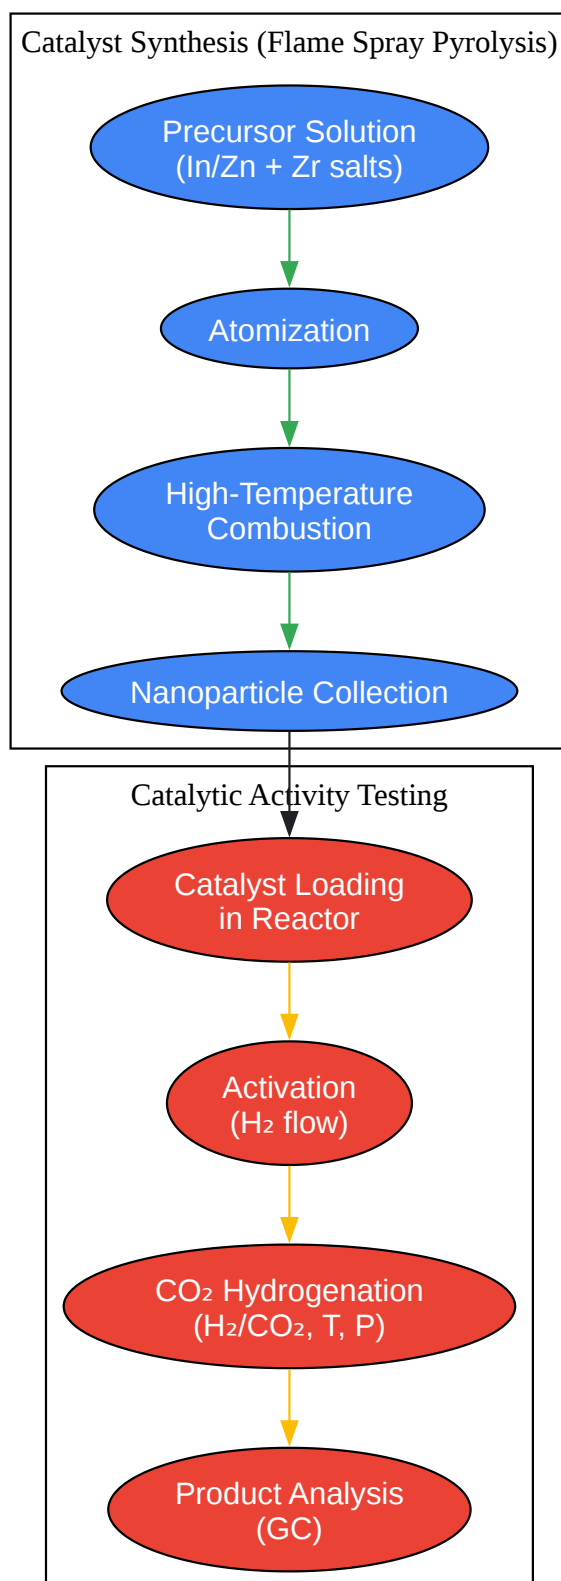 Catalyst Synthesis (Flame Spray Pyrolysis)
Precursor Solution
(In/Zn + Zr salts)
Atomization
High-Temperature
Combustion
Nanoparticle Collection
Catalytic Activity Testing
Catalyst Loading
in Reactor
Activation
(H₂ flow)
CO₂ Hydrogenation
(H₂/CO₂, T, P)
Product Analysis
(GC)